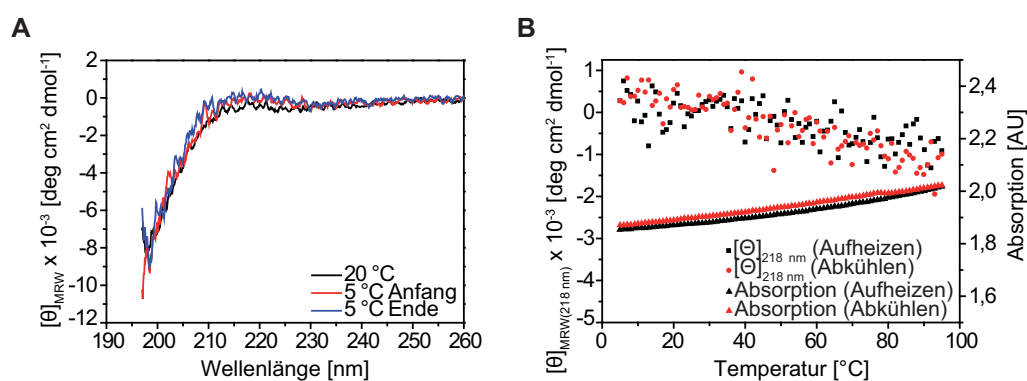 A
[θ]MRW x 10-3 [deg cm2 dmol-1]
2
0
-2
-4
-6
-8
-10
-12
20 °C
5 °C Anfang
5 °C Ende
190 200 210 220 230 240 250 260
Wellenlänge [nm]
B
[θ]MRW(218 nm) x 10-3 [deg cm2 dmol-1]
1
0
-1
-2
-3
-4
-5
[Θ]218 nm (Aufheizen)
[Θ]218 nm (Abkühlen)
Absorption (Aufheizen)
Absorption (Abkühlen)
0 20 40 60 80 100
Temperatur [°C]
2,4
2,2
2,0
1,8
1,6
Absorption [AU]